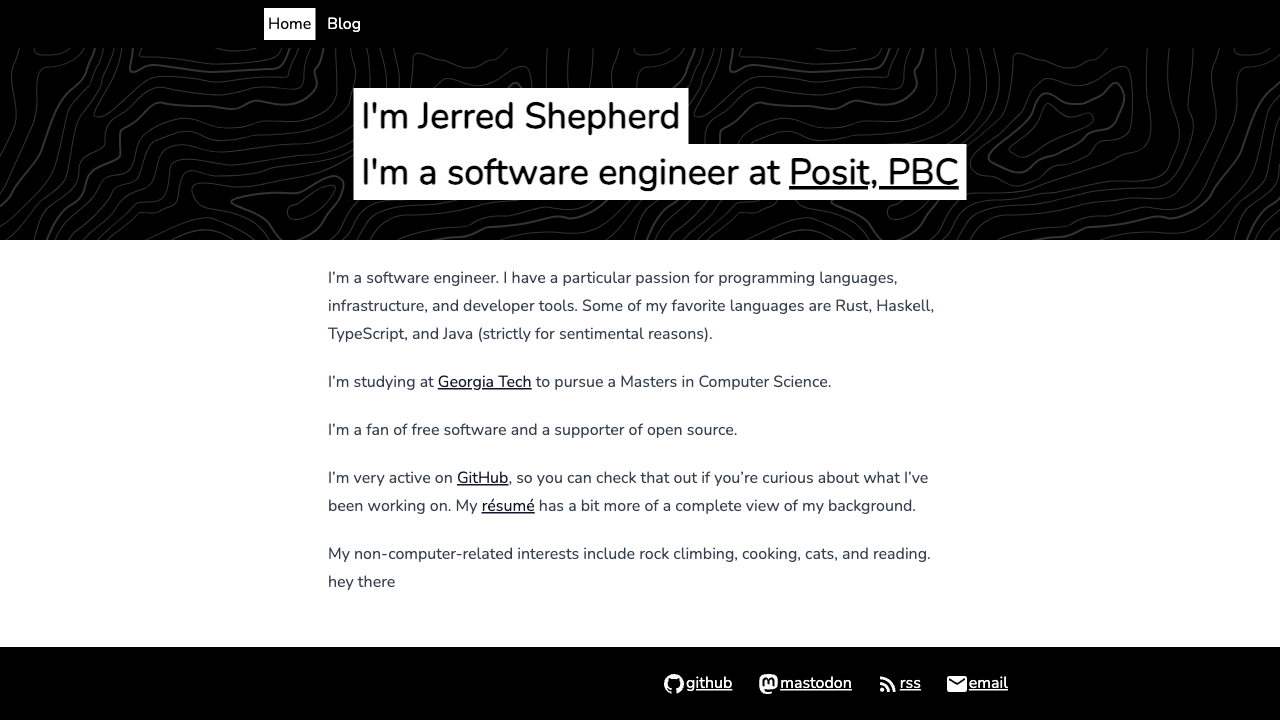 Home Blog
I'm Jerred Shepherd
I'm a software engineer at Posit, PBC
I’m a software engineer. I have a particular passion for programming languages,
infrastructure, and developer tools. Some of my favorite languages are Rust, Haskell,
TypeScript, and Java (strictly for sentimental reasons).
I’m studying at Georgia Tech to pursue a Masters in Computer Science.
I’m a fan of free software and a supporter of open source.
I’m very active on GitHub, so you can check that out if you’re curious about what I’ve
been working on. My résumé has a bit more of a complete view of my background.
My non-computer-related interests include rock climbing, cooking, cats, and reading.
hey there
github mastodon rss email